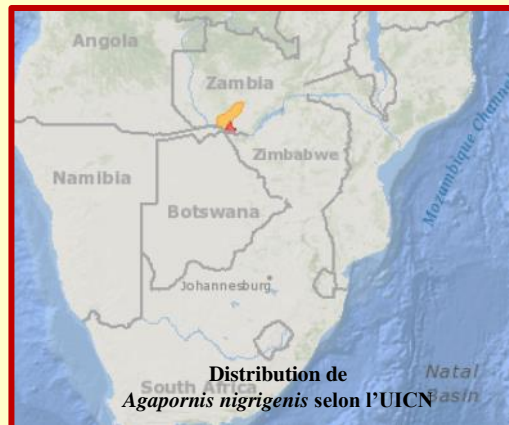 Angola
Zambia
Mozambique Channel
Zimbabwe
Namibia
Botswana
Johannesburg
Distribution de
South Africa
Agapornis nigrigenis selon l'UICN
Natal
Basin